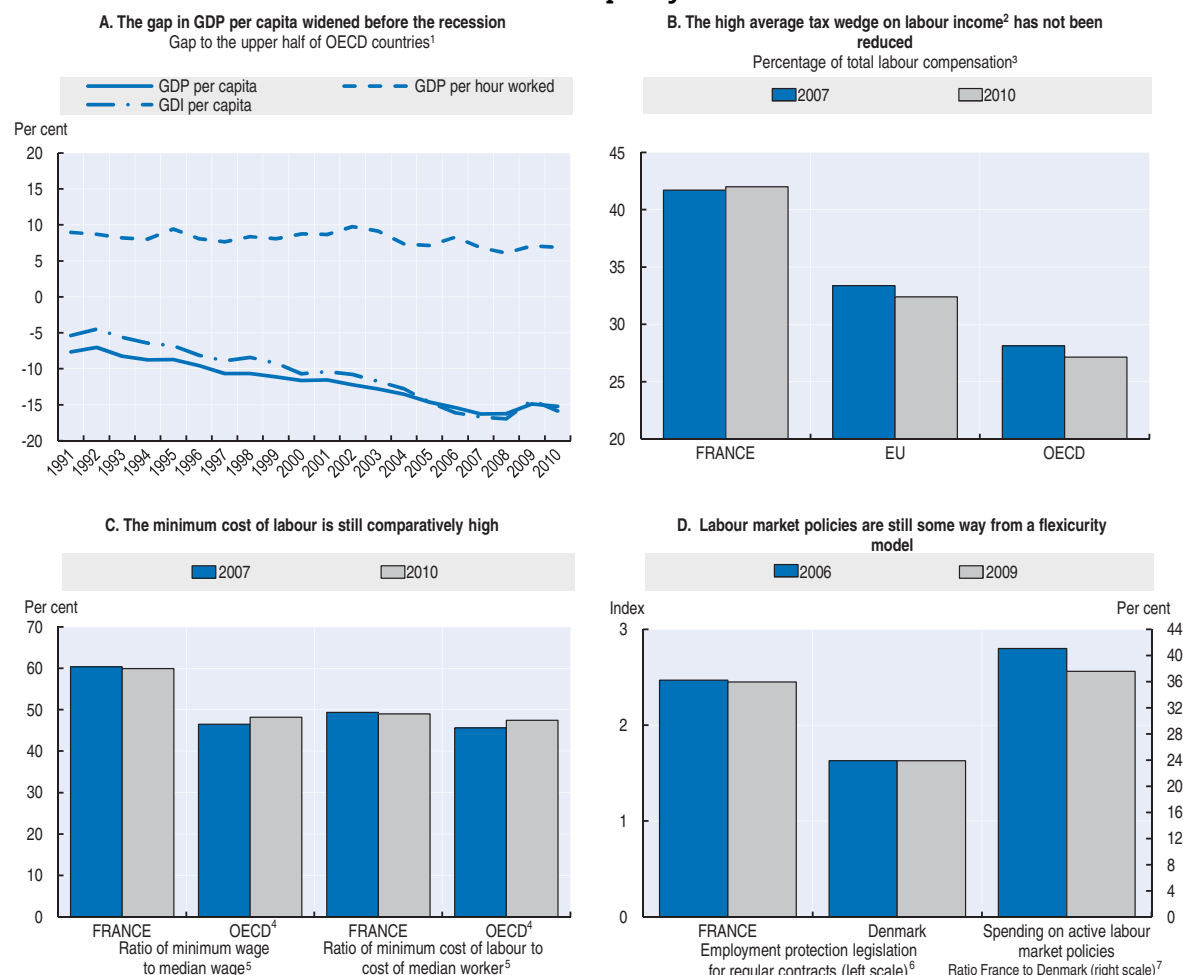 A. The gap in GDP per capita widened before the recession
Gap to the upper half of OECD countries¹
GDP per capita
GDP per hour worked
GDI per capita
Per cent
20
15
10
5
0
-5
-10
-15
-20
1991 1992 1993 1994 1995 1996 1997 1998 1999 2000 2001 2002 2003 2004 2005 2006 2007 2008 2009 2010
B. The high average tax wedge on labour income² has not been
reduced
Percentage of total labour compensation³
2007 2010
45
40
35
30
25
20
FRANCE EU OECD
C. The minimum cost of labour is still comparatively high
2007 2010
Per cent
70
60
50
40
30
20
10
0
FRANCE OECD⁴ FRANCE OECD⁴
Ratio of minimum wage
to median wage⁵
Ratio of minimum cost of labour to
cost of median worker⁵
D. Labour market policies are still some way from a flexicurity
model
2006 2009
Index
Per cent
3
2
1
0
44
40
36
32
28
24
20
16
12
8
4
0
FRANCE Denmark
Employment protection legislation
for regular contracts (left scale)⁶
Spending on active labour
market policies
Ratio France to Denmark (right scale)⁷